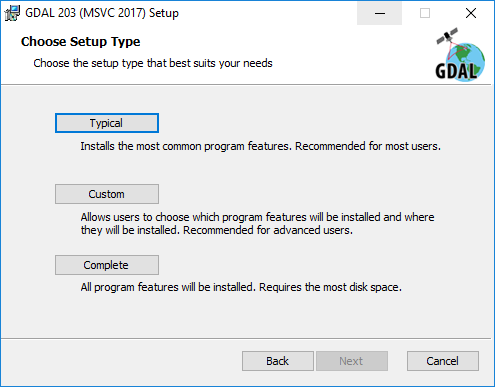 GDAL 203 (MSVC 2017) Setup
Choose Setup Type
Choose the setup type that best suits your needs
GDAL
Typical
Installs the most common program features. Recommended for most users.
Custom
Allows users to choose which program features will be installed and where
they will be installed. Recommended for advanced users.
Complete
All program features will be installed. Requires the most disk space.
Back
Next
Cancel